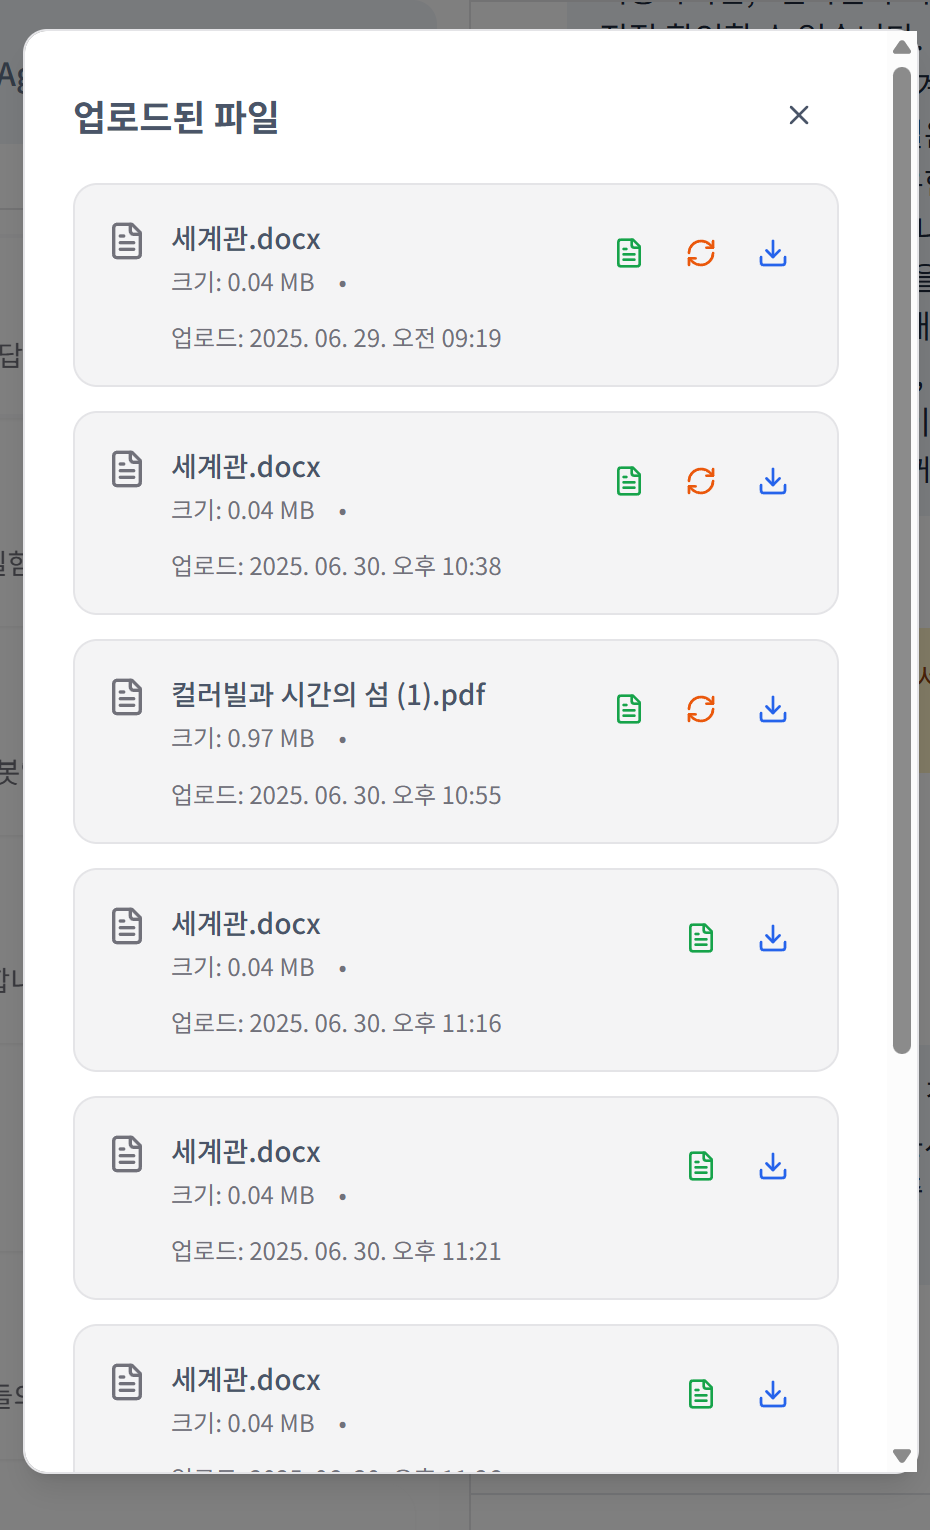 업로드된 파일
세계관.docx
크기: 0.04 MB •
업로드: 2025. 06. 29. 오전 09:19
세계관.docx
크기: 0.04 MB •
업로드: 2025. 06. 30. 오후 10:38
컬러빌과 시간의 섬 (1).pdf
크기: 0.97 MB •
업로드: 2025. 06. 30. 오후 10:55
세계관.docx
크기: 0.04 MB •
업로드: 2025. 06. 30. 오후 11:16
세계관.docx
크기: 0.04 MB •
업로드: 2025. 06. 30. 오후 11:21
세계관.docx
크기: 0.04 MB •